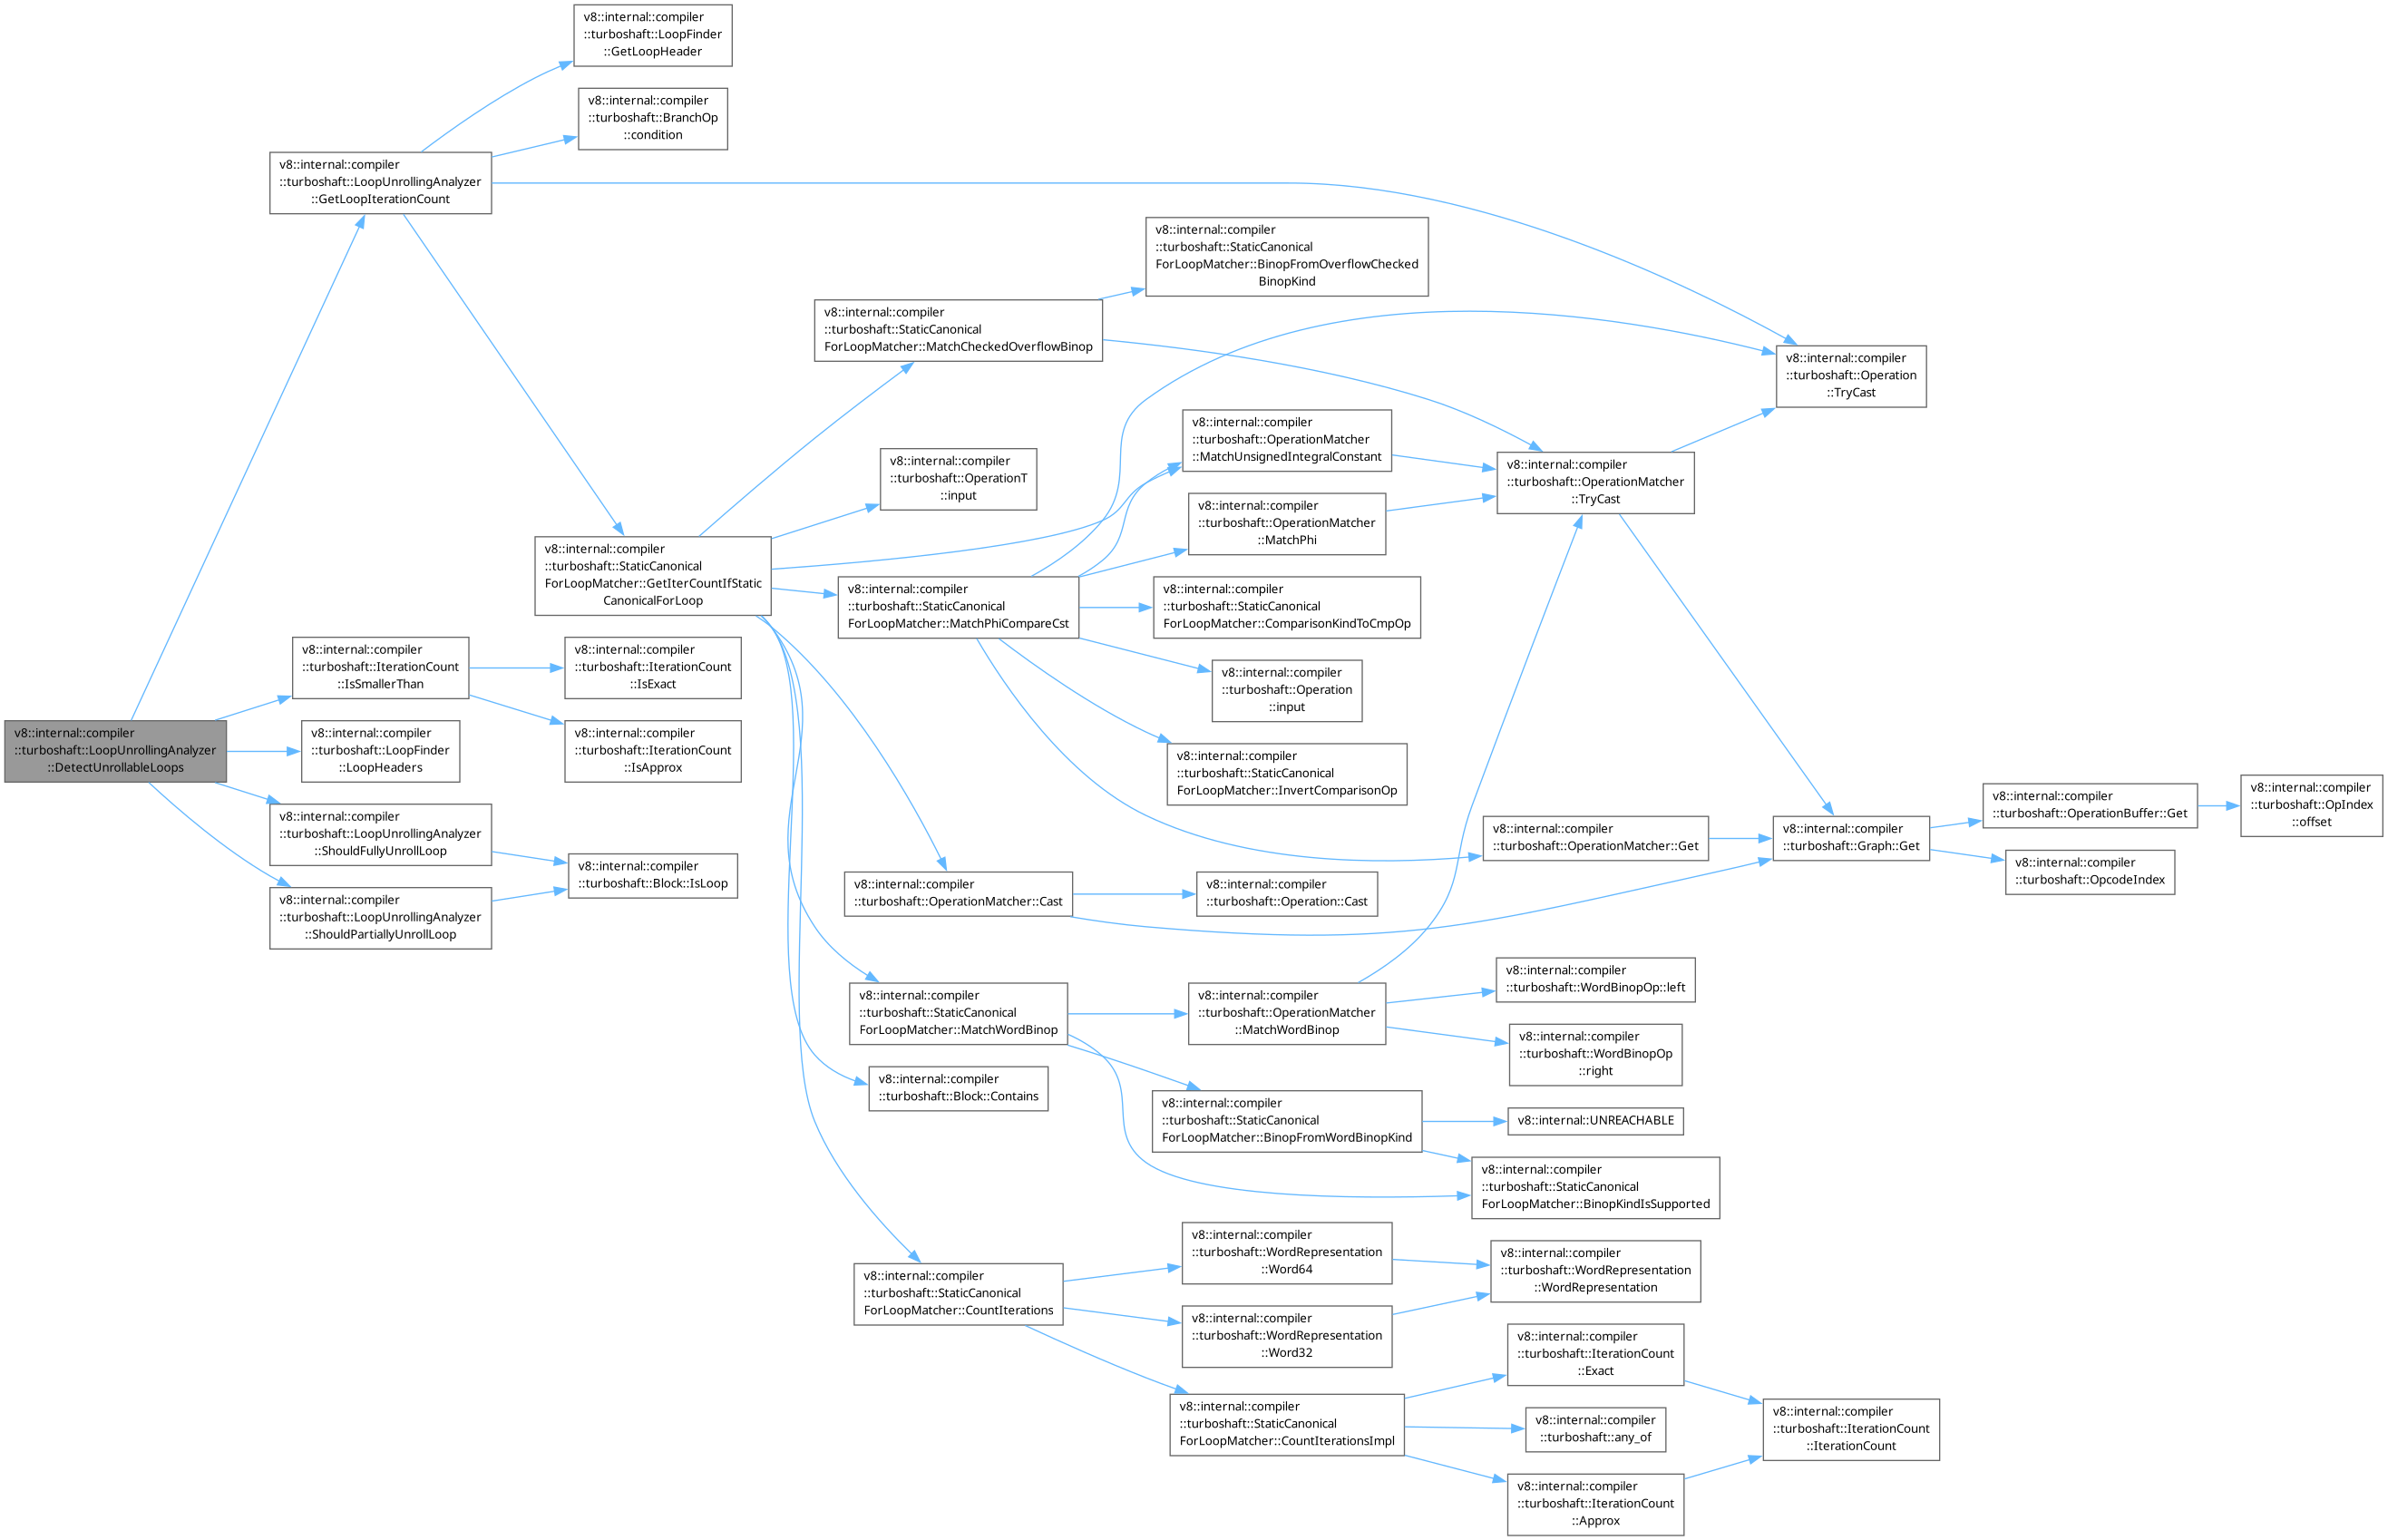 v8::internal::compiler
::turboshaft::LoopFinder
::GetLoopHeader
v8::internal::compiler
::turboshaft::BranchOp
::condition
v8::internal::compiler
::turboshaft::LoopUnrollingAnalyzer
::GetLoopIterationCount
v8::internal::compiler
::turboshaft::StaticCanonical
ForLoopMatcher::BinopFromOverflowChecked
BinopKind
v8::internal::compiler
::turboshaft::StaticCanonical
ForLoopMatcher::MatchCheckedOverflowBinop
v8::internal::compiler
::turboshaft::Operation
::TryCast
v8::internal::compiler
::turboshaft::OperationMatcher
::MatchUnsignedIntegralConstant
v8::internal::compiler
::turboshaft::OperationT
::input
v8::internal::compiler
::turboshaft::OperationMatcher
::TryCast
v8::internal::compiler
::turboshaft::OperationMatcher
::MatchPhi
v8::internal::compiler
::turboshaft::StaticCanonical
ForLoopMatcher::GetIterCountIfStatic
CanonicalForLoop
v8::internal::compiler
::turboshaft::StaticCanonical
ForLoopMatcher::MatchPhiCompareCst
v8::internal::compiler
::turboshaft::StaticCanonical
ForLoopMatcher::ComparisonKindToCmpOp
v8::internal::compiler
::turboshaft::IterationCount
::IsSmallerThan
v8::internal::compiler
::turboshaft::IterationCount
::IsExact
v8::internal::compiler
::turboshaft::Operation
::input
v8::internal::compiler
::turboshaft::LoopUnrollingAnalyzer
::DetectUnrollableLoops
v8::internal::compiler
::turboshaft::LoopFinder
::LoopHeaders
v8::internal::compiler
::turboshaft::IterationCount
::IsApprox
v8::internal::compiler
::turboshaft::StaticCanonical
ForLoopMatcher::InvertComparisonOp
v8::internal::compiler
::turboshaft::OperationBuffer::Get
v8::internal::compiler
::turboshaft::OpIndex
::offset
v8::internal::compiler
::turboshaft::LoopUnrollingAnalyzer
::ShouldFullyUnrollLoop
v8::internal::compiler
::turboshaft::OperationMatcher::Get
v8::internal::compiler
::turboshaft::Graph::Get
v8::internal::compiler
::turboshaft::Block::IsLoop
v8::internal::compiler
::turboshaft::OpcodeIndex
v8::internal::compiler
::turboshaft::LoopUnrollingAnalyzer
::ShouldPartiallyUnrollLoop
v8::internal::compiler
::turboshaft::OperationMatcher::Cast
v8::internal::compiler
::turboshaft::Operation::Cast
v8::internal::compiler
::turboshaft::WordBinopOp::left
v8::internal::compiler
::turboshaft::StaticCanonical
ForLoopMatcher::MatchWordBinop
v8::internal::compiler
::turboshaft::OperationMatcher
::MatchWordBinop
v8::internal::compiler
::turboshaft::WordBinopOp
::right
v8::internal::compiler
::turboshaft::Block::Contains
v8::internal::compiler
::turboshaft::StaticCanonical
ForLoopMatcher::BinopFromWordBinopKind
v8::internal::UNREACHABLE
v8::internal::compiler
::turboshaft::StaticCanonical
ForLoopMatcher::BinopKindIsSupported
v8::internal::compiler
::turboshaft::WordRepresentation
::Word64
v8::internal::compiler
::turboshaft::WordRepresentation
::WordRepresentation
v8::internal::compiler
::turboshaft::StaticCanonical
ForLoopMatcher::CountIterations
v8::internal::compiler
::turboshaft::WordRepresentation
::Word32
v8::internal::compiler
::turboshaft::IterationCount
::Exact
v8::internal::compiler
::turboshaft::StaticCanonical
ForLoopMatcher::CountIterationsImpl
v8::internal::compiler
::turboshaft::any_of
v8::internal::compiler
::turboshaft::IterationCount
::IterationCount
v8::internal::compiler
::turboshaft::IterationCount
::Approx